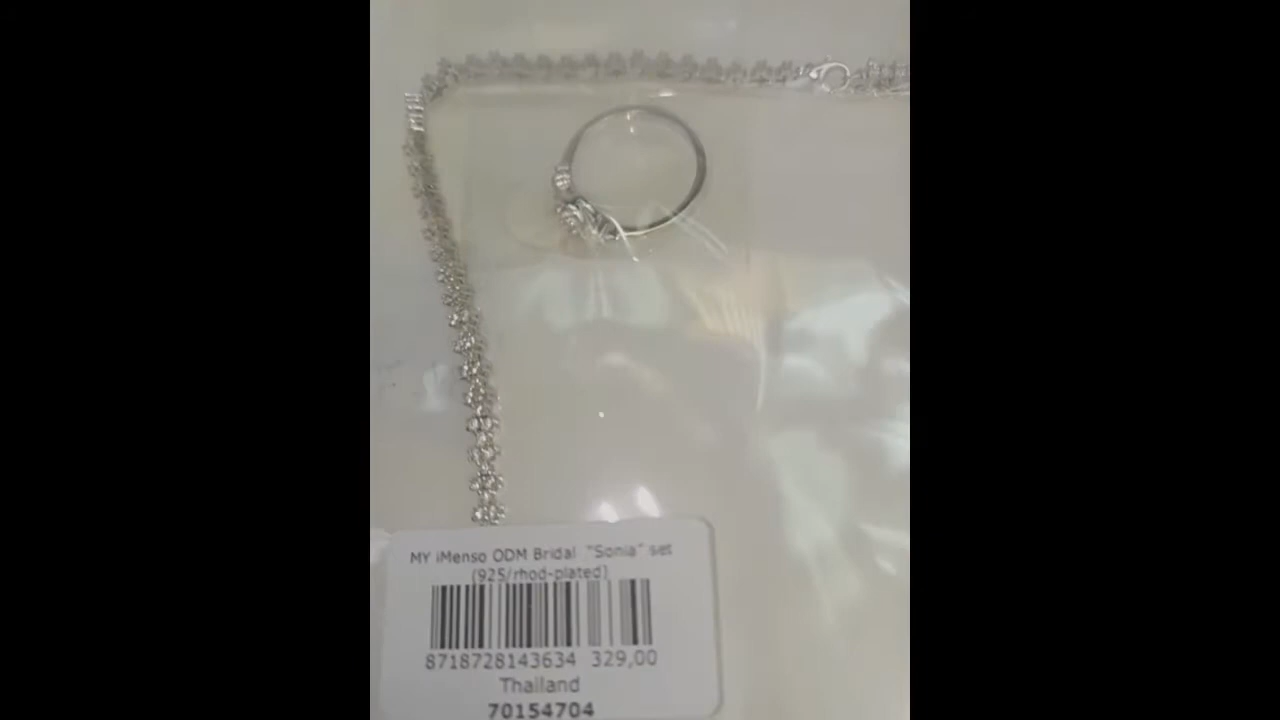 MY iMenso ODM Bridal "Sonia" set
(925/rhod-plated)
8718728143634 329,00
Thailand
70154704